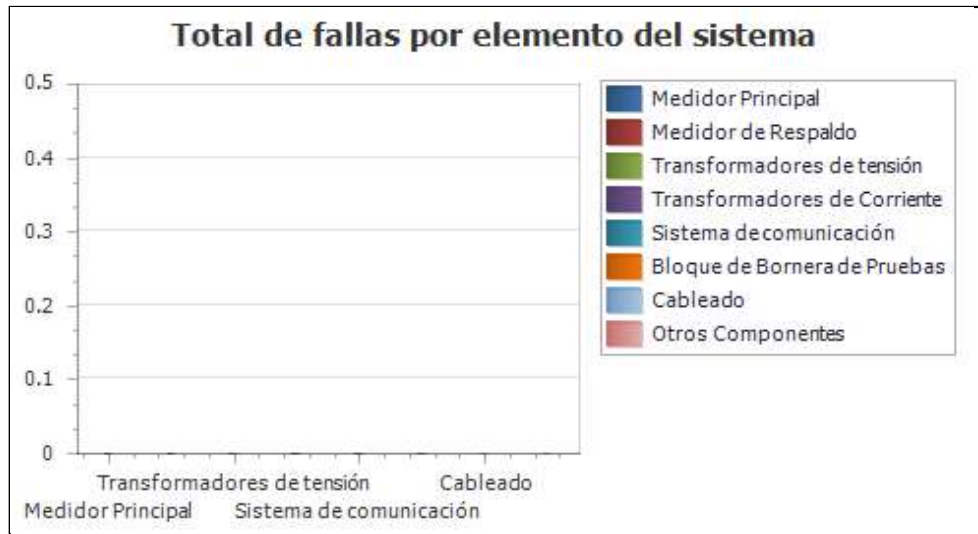 Total de fallas por elemento del sistema
0.5
0.4
0.3
0.2
0.1
0
Transformadores de tensión
Cableado
Medidor Principal
Sistema de comunicación
Medidor Principal
Medidor de Respaldo
Transformadores de tensión
Transformadores de Corriente
Sistema de comunicación
Bloque de Bornera de Pruebas
Cableado
Otros Componentes